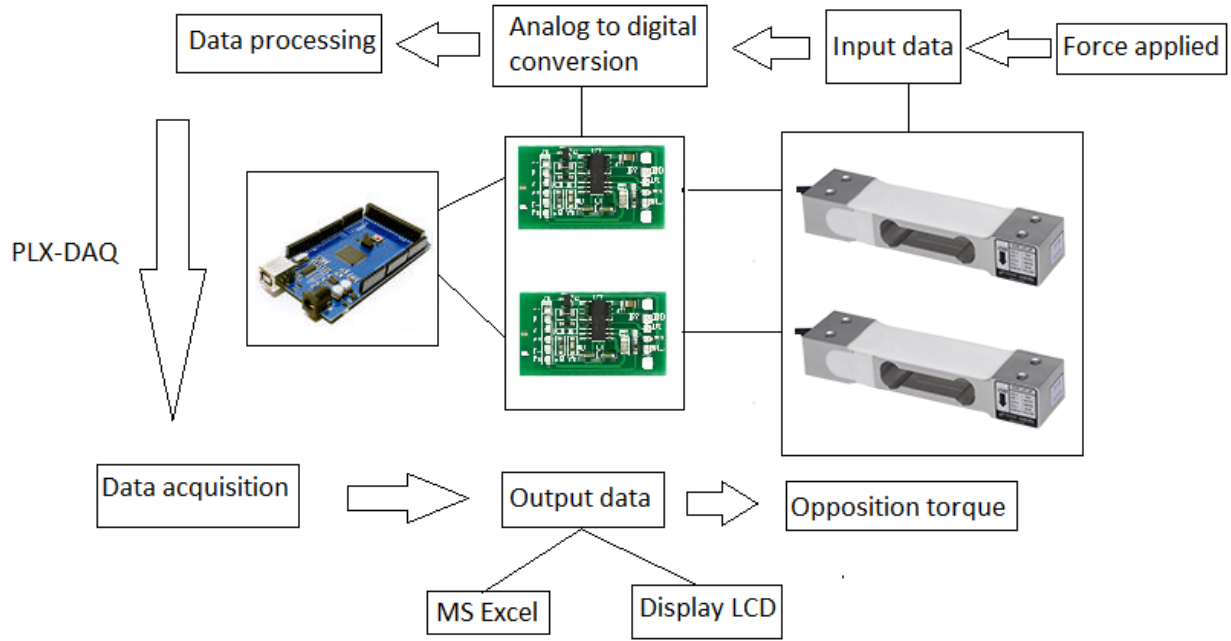 Data processing
Analog to digital
conversion
Input data
Force applied
PLX-DAQ
Data acquisition
Output data
Opposition torque
MS Excel
Display LCD